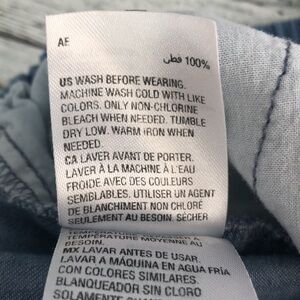 AE
100% قطن
US WASH BEFORE WEARING.
MACHINE WASH COLD WITH LIKE
COLORS. ONLY NON-CHLORINE
BLEACH WHEN NEEDED. TUMBLE
DRY LOW. WARM IRON WHEN
NEEDED.
CA LAVER AVANT DE PORTER.
LAVER À LA MACHINE À L'EAU
FROIDE AVEC DES COULEURS
SEMBLABLES. UTILISER UN AGENT
DE BLANCHIMENT NON CHLORÉ
SEULEMENT AU BESOIN. SÉCHER
TEMPÉRATURE MOYENNE AU
BESOIN.
MX LAVAR ANTES DE USAR.
LAVAR A MÁQUINA EN AGUA FRÍA
CON COLORES SIMILARES.
BLANQUEADOR SIN CLORO
SOLAMENTE